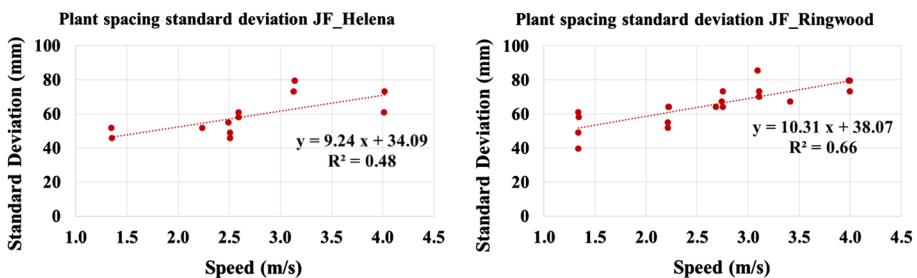 Plant spacing standard deviation JF_Helena
Standard Deviation (mm)
100
80
60
40
20
0
y = 9.24 x + 34.09
R² = 0.48
1.0 1.5 2.0 2.5 3.0 3.5 4.0 4.5
Speed (m/s)
Plant spacing standard deviation JF_Ringwood
Standard Deviation (mm)
100
80
60
40
20
0
y = 10.31 x + 38.07
R² = 0.66
1.0 1.5 2.0 2.5 3.0 3.5 4.0 4.5
Speed (m/s)